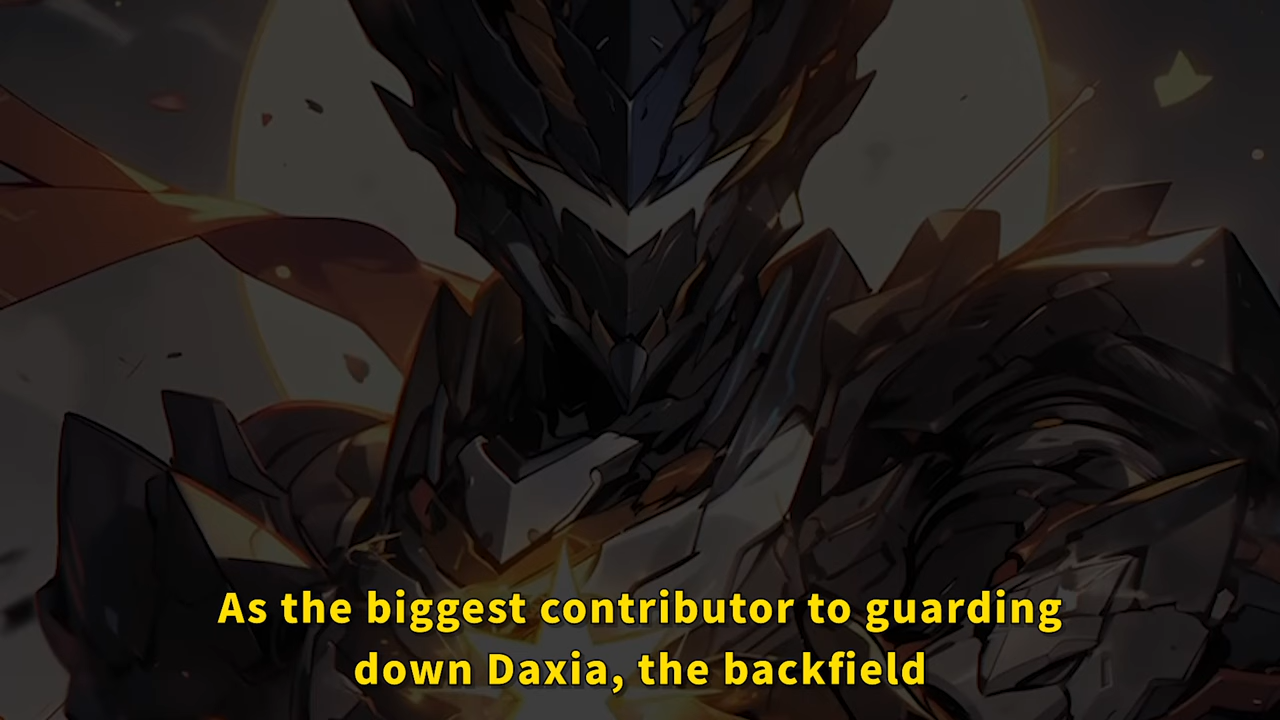 As the biggest contributor to guarding
down Daxia, the backfield